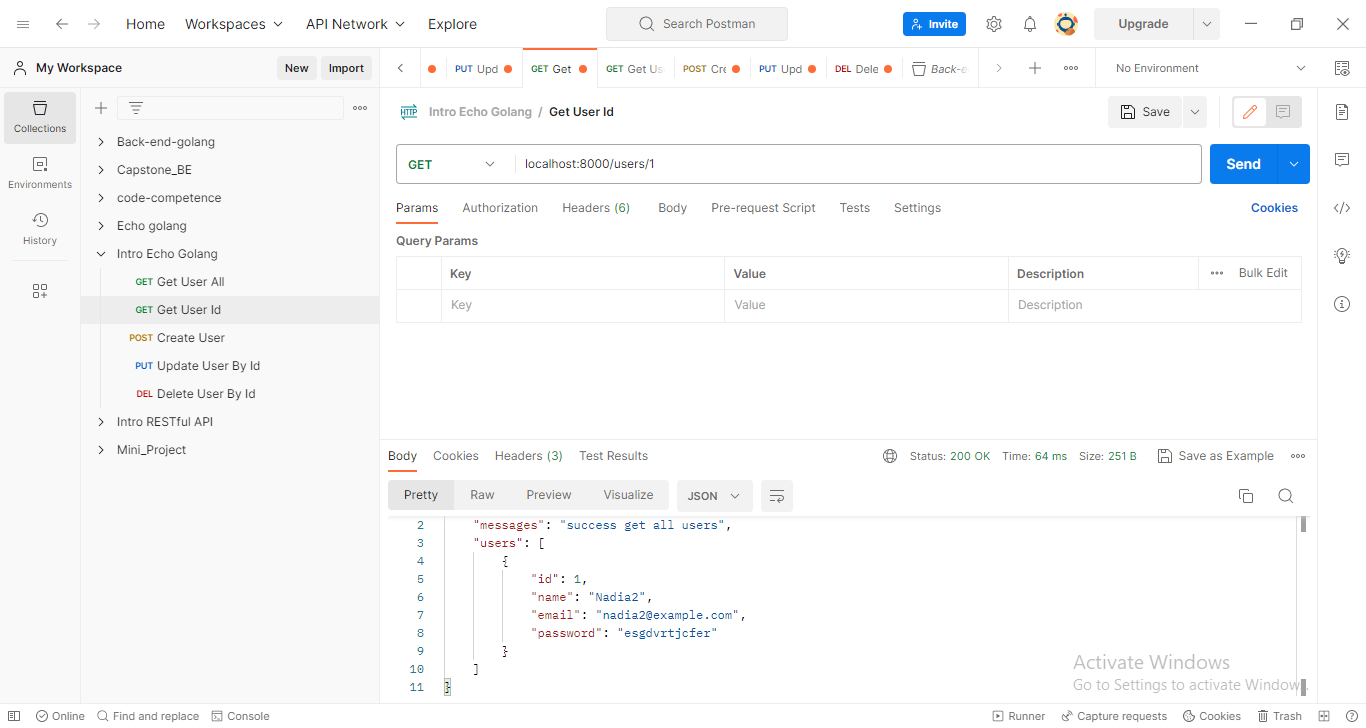 Home Workspaces API Network Explore Search Postman Invite Upgrade
My Workspace New Import PUT Upd GET Get GET Get Us POST Cre PUT Upd DEL Dele Back-e No Environment
Collections
Environments
History
Back-end-golang
Capstone_BE
code-competence
Echo golang
Intro Echo Golang
GET Get User All
GET Get User Id
POST Create User
PUT Update User By Id
DEL Delete User By Id
Intro RESTful API
Mini_Project
HTTP Intro Echo Golang / Get User Id Save
GET localhost:8000/users/1 Send
Params Authorization Headers (6) Body Pre-request Script Tests Settings Cookies
Query Params
Key Value Description Bulk Edit
Key Value Description
Body Cookies Headers (3) Test Results Status: 200 OK Time: 64 ms Size: 251 B Save as Example
Pretty Raw Preview Visualize JSON
2 "messages": "success get all users",
3 "users": [
4 {
5 "id": 1,
6 "name": "Nadia2",
7 "email": "nadia2@example.com",
8 "password": "esgdvrtjcfer"
9 }
10 ]
11 }
Activate Windows
Go to Settings to activate Windows.
Online Find and replace Console Runner Capture requests Cookies Trash